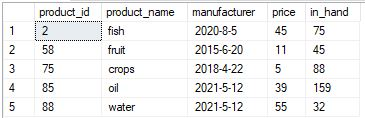 product_id product_name manufacturer price in_hand
1 2 fish 2020-8-5 45 75
2 58 fruit 2015-6-20 11 45
3 75 crops 2018-4-22 5 88
4 85 oil 2021-5-12 39 159
5 88 water 2021-5-12 55 32